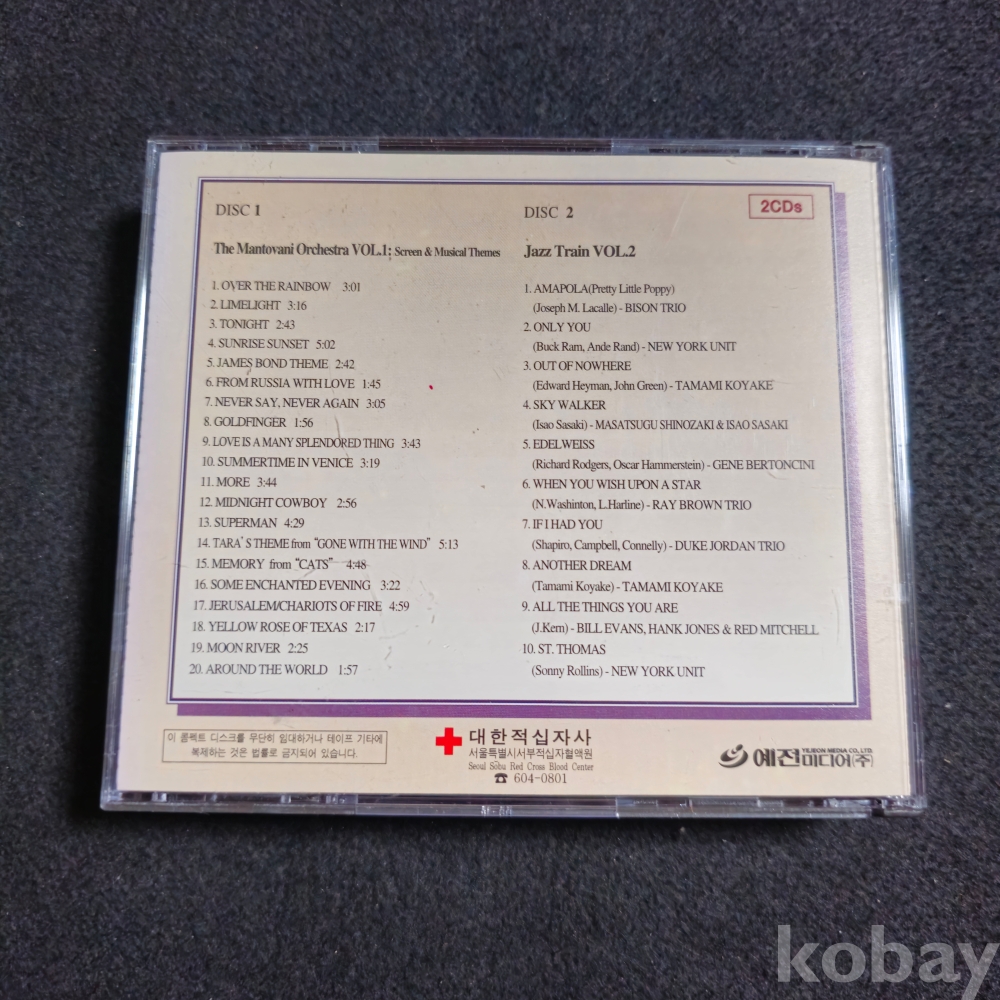 DISC 1
The Mantovani Orchestra VOL.1: Screen & Musical Themes
1. OVER THE RAINBOW 3:01
2. LIMELIGHT 3:16
3. TONIGHT 2:43
4. SUNRISE SUNSET 5:02
5. JAMES BOND THEME 2:42
6. FROM RUSSIA WITH LOVE 1:45
7. NEVER SAY, NEVER AGAIN 3:05
8. GOLDFINGER 1:56
9. LOVE IS A MANY SPLENDORED THING 3:43
10. SUMMERTIME IN VENICE 3:19
11. MORE 3:44
12. MIDNIGHT COWBOY 2:56
13. SUPERMAN 4:29
14. TARA'S THEME from "GONE WITH THE WIND" 5:13
15. MEMORY from "CATS" 4:48
16. SOME ENCHANTED EVENING 3:22
17. JERUSALEM/CHARIOTS OF FIRE 4:59
18. YELLOW ROSE OF TEXAS 2:17
19. MOON RIVER 2:25
20. AROUND THE WORLD 1:57
DISC 2
2CDs
Jazz Train VOL.2
1. AMAPOLA(Pretty Little Poppy)
(Joseph M. Lacalle) - BISON TRIO
2. ONLY YOU
(Buck Ram, Ande Rand) - NEW YORK UNIT
3. OUT OF NOWHERE
(Edward Heyman, John Green) - TAMAMI KOYAKE
4. SKY WALKER
(Isao Sasaki) - MASATSUGU SHINOZAKI & ISAO SASAKI
5. EDELWEISS
(Richard Rodgers, Oscar Hammerstein) - GENE BERTONCINI
6. WHEN YOU WISH UPON A STAR
(N.Washinton, L.Harline) - RAY BROWN TRIO
7. IF I HAD YOU
(Shapiro, Campbell, Connelly) - DUKE JORDAN TRIO
8. ANOTHER DREAM
(Tamami Koyake) - TAMAMI KOYAKE
9. ALL THE THINGS YOU ARE
(J.Kern) - BILL EVANS, HANK JONES & RED MITCHELL
10. ST. THOMAS
(Sonny Rollins) - NEW YORK UNIT
이 콤팩트 디스크를 무단히 임대하거나 테이프 기타에
복제하는 것은 법률로 금지되어 있습니다.
대한적십자사
서울특별시서부적십자혈액원
Seoul Sobu Red Cross Blood Center
☎ 604-0801
YEJEON MEDIA CO., LTD.
예전미디어(주)
kobay